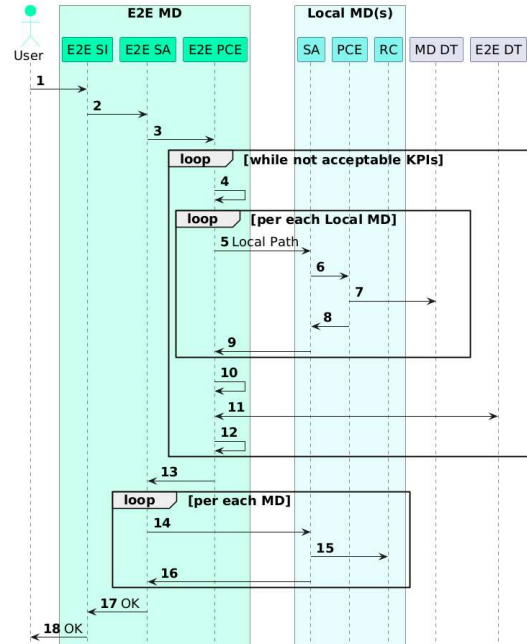 E2E MD Local MD(s)
User E2E SI E2E SA E2E PCE SA PCE RC MD DT E2E DT
1
2
3
loop [while not acceptable KPIs]
4
loop [per each Local MD]
5 Local Path
6
7
8
9
10
11
12
13
loop [per each MD]
14
15
16
17 OK
18 OK